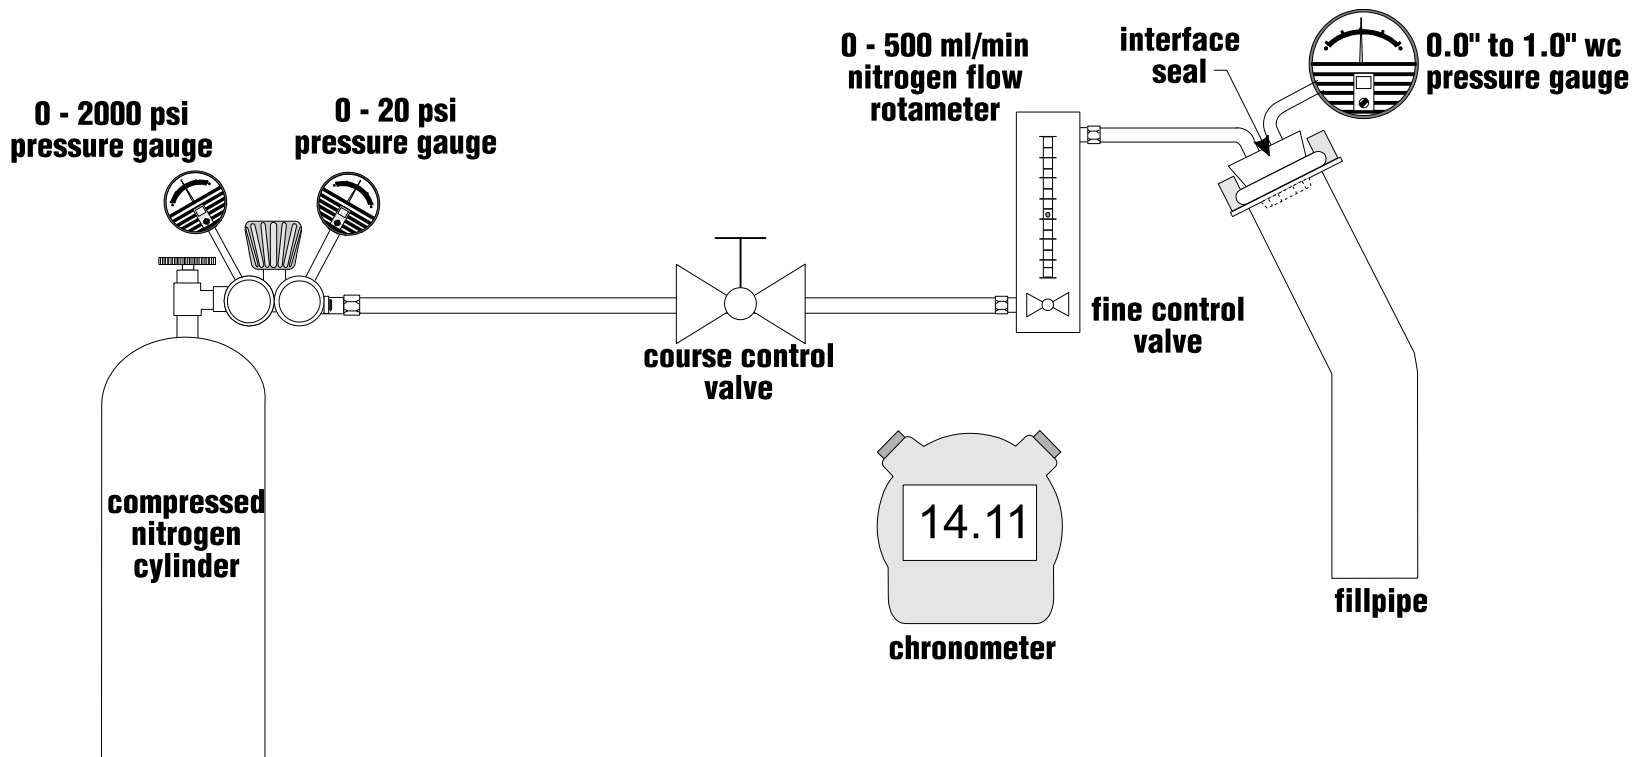 0 - 2000 psi
pressure gauge
0 - 20 psi
pressure gauge
0 - 500 ml/min
nitrogen flow
rotameter
interface
seal
0.0" to 1.0" wc
pressure gauge
course control
valve
fine control
valve
compressed
nitrogen
cylinder
14.11
chronometer
fillpipe